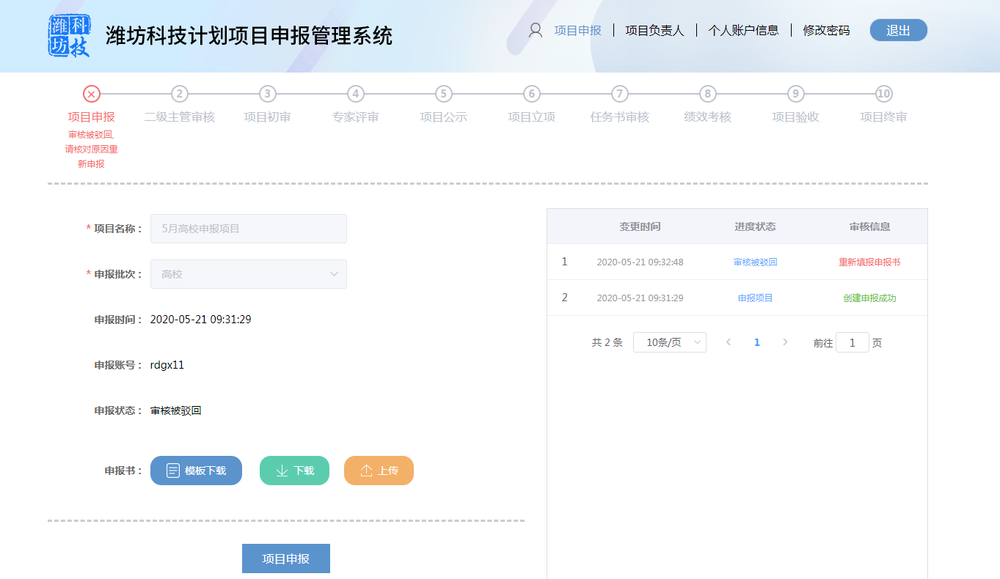 潍坊科技
潍坊科技计划项目申报管理系统
项目申报
项目负责人
个人账户信息
修改密码
退出
2
3
4
5
6
7
8
9
10
项目申报
二级主管审核
项目初审
专家评审
项目公示
项目立项
任务书审核
绩效考核
项目验收
项目终审
审核被驳回,
请核对原因重
新申报
* 项目名称：
5月高校申报项目
* 申报批次：
高校
申报时间： 2020-05-21 09:31:29
申报账号： rdgx11
申报状态： 审核被驳回
申报书：
模板下载
下载
上传
项目申报
变更时间 进度状态 审核信息
1 2020-05-21 09:32:48 审核被驳回 重新填报申报书
2 2020-05-21 09:31:29 申报项目 创建申报成功
共 2 条 10条/页 1 前往 1 页